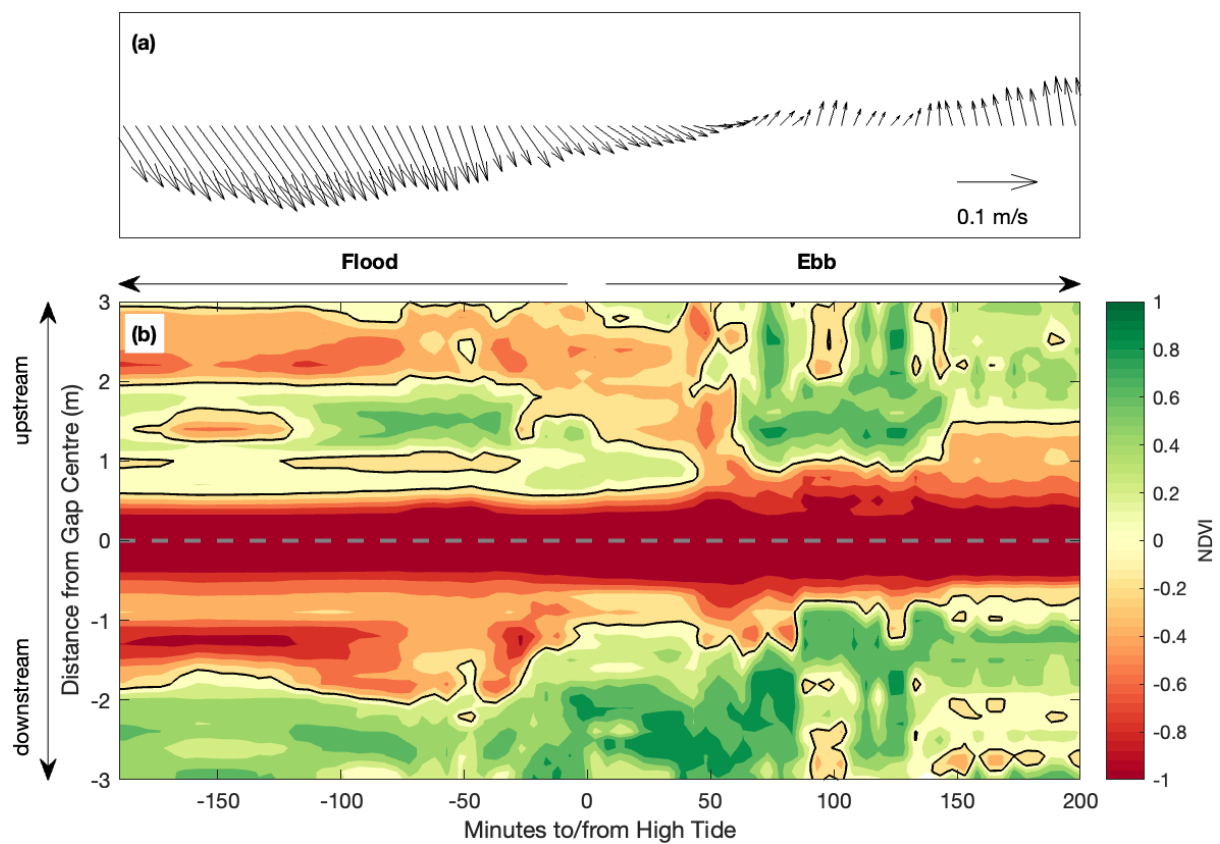 (a)
0.1 m/s
Flood
Ebb
(b)
3
2
1
0
-1
-2
-3
upstream
downstream
Distance from Gap Centre (m)
-150
-100
-50
0
50
100
150
200
Minutes to/from High Tide
1
0.8
0.6
0.4
0.2
0
-0.2
-0.4
-0.6
-0.8
-1
NDVI